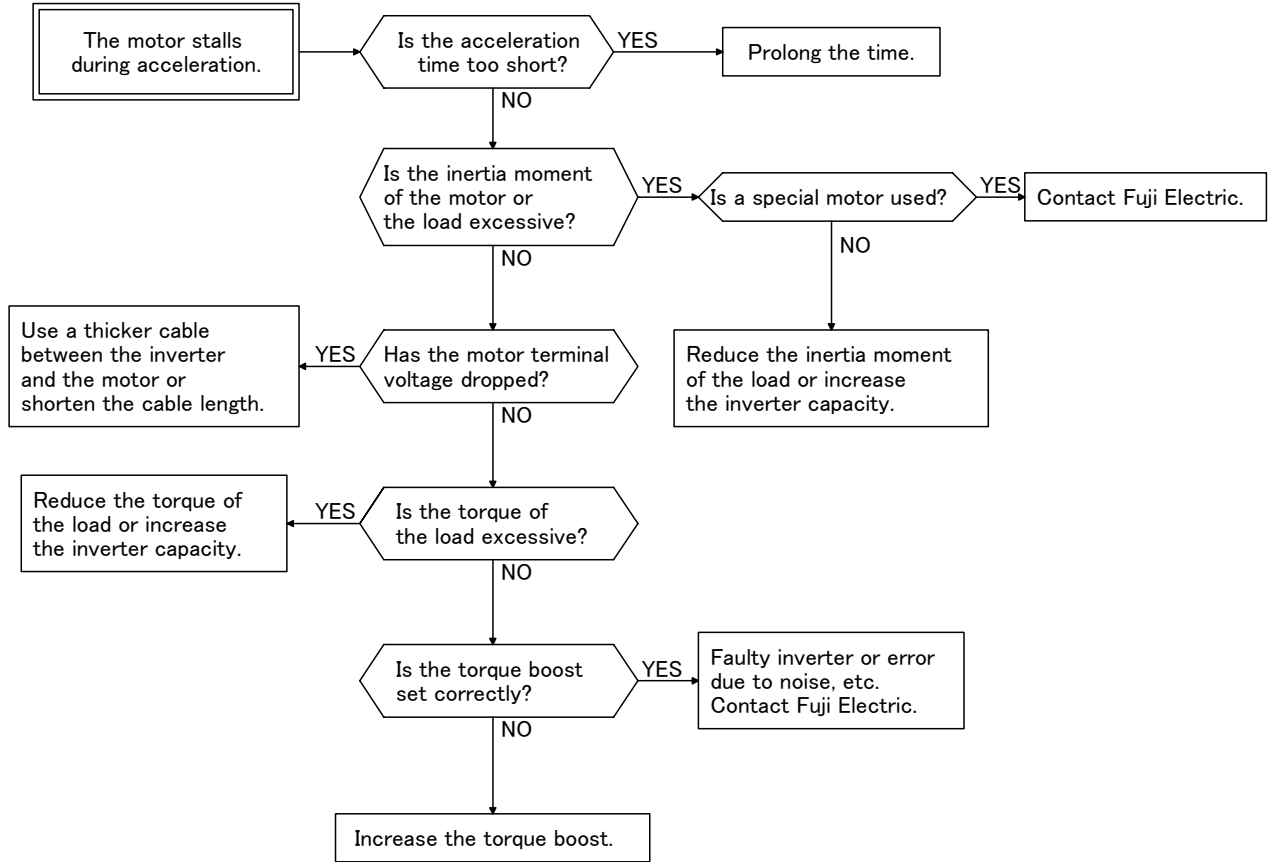 The motor stalls
during acceleration.
Is the acceleration
time too short?
YES
Prolong the time.
NO
Is the inertia moment
of the motor or
the load excessive?
YES
Is a special motor used?
YES
Contact Fuji Electric.
NO
NO
Use a thicker cable
between the inverter
and the motor or
shorten the cable length.
YES
Has the motor terminal
voltage dropped?
Reduce the inertia moment
of the load or increase
the inverter capacity.
NO
Reduce the torque of
the load or increase
the inverter capacity.
YES
Is the torque of
the load excessive?
NO
Is the torque boost
set correctly?
YES
Faulty inverter or error
due to noise, etc.
Contact Fuji Electric.
NO
Increase the torque boost.